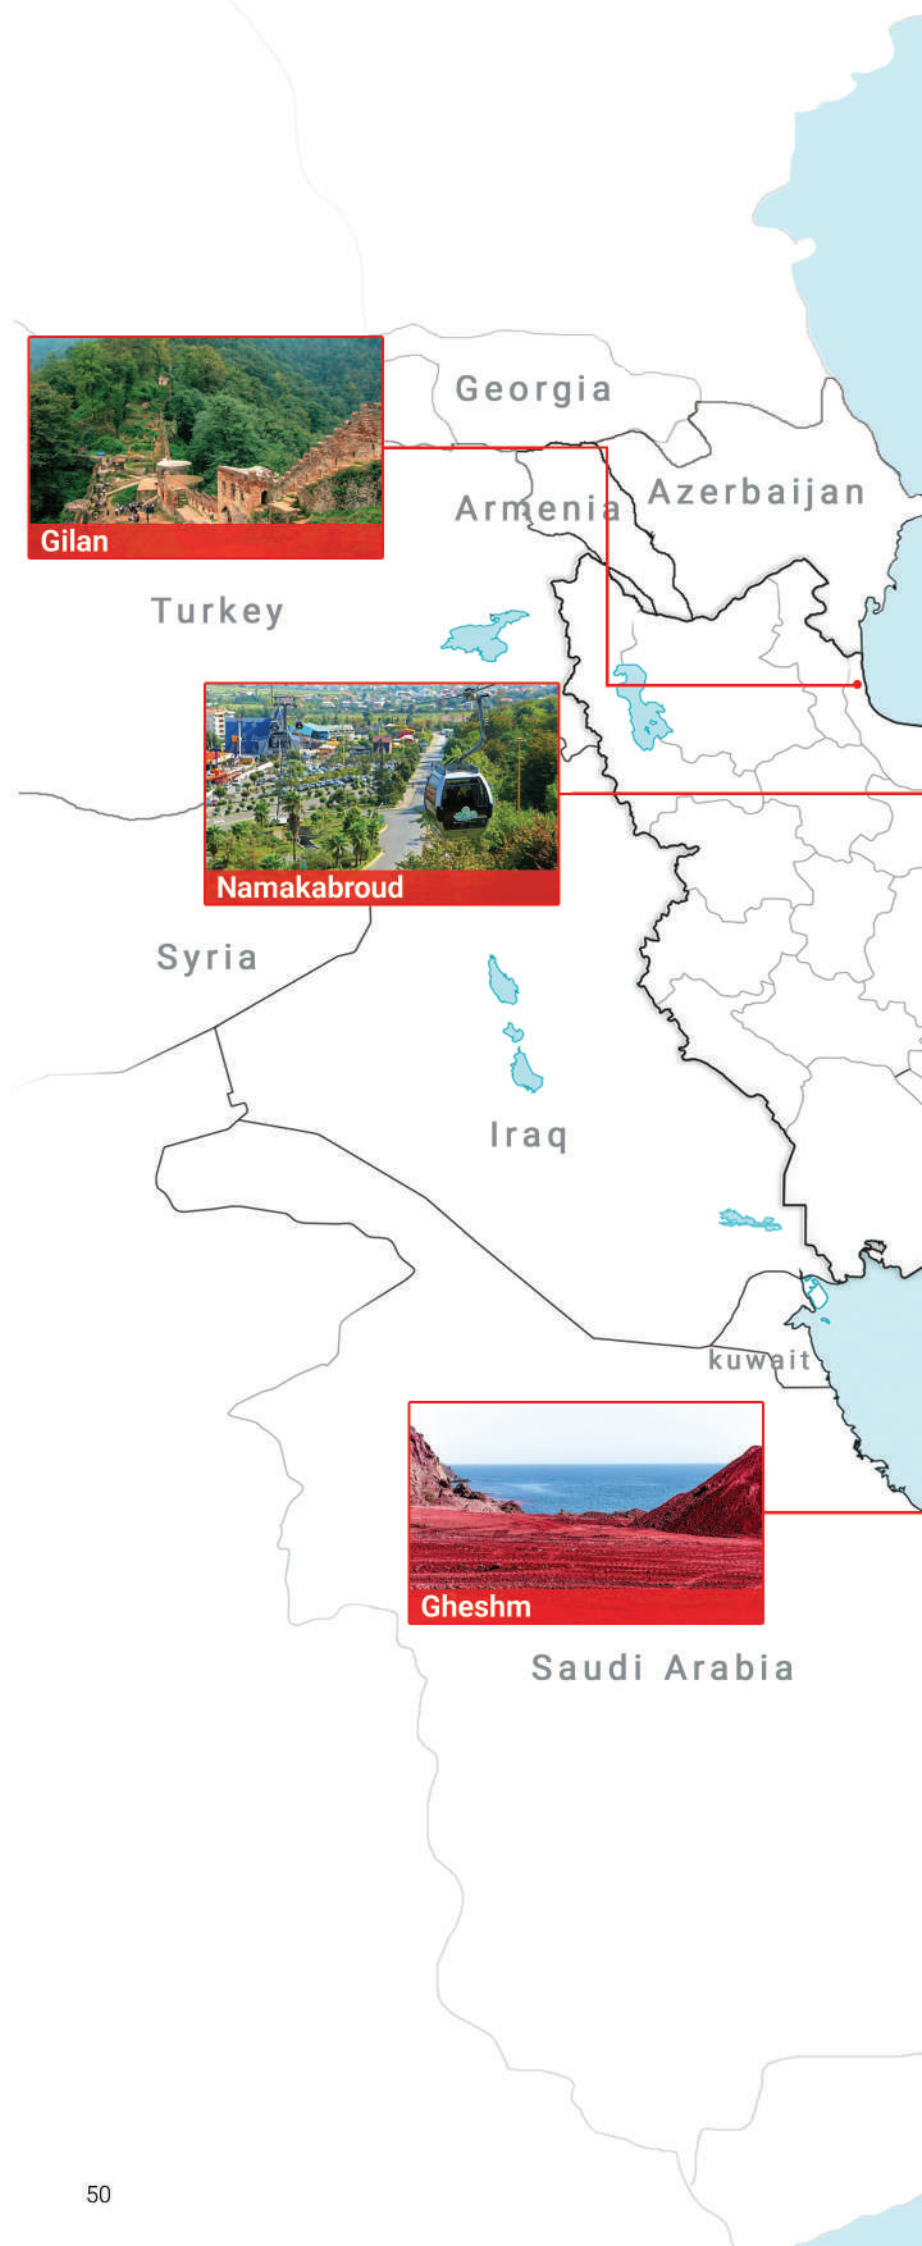 Georgia
Armenia
Azerbaijan
Gilan
Turkey
Namakabroud
Syria
Iraq
kuwait
Gheshm
Saudi Arabia
50